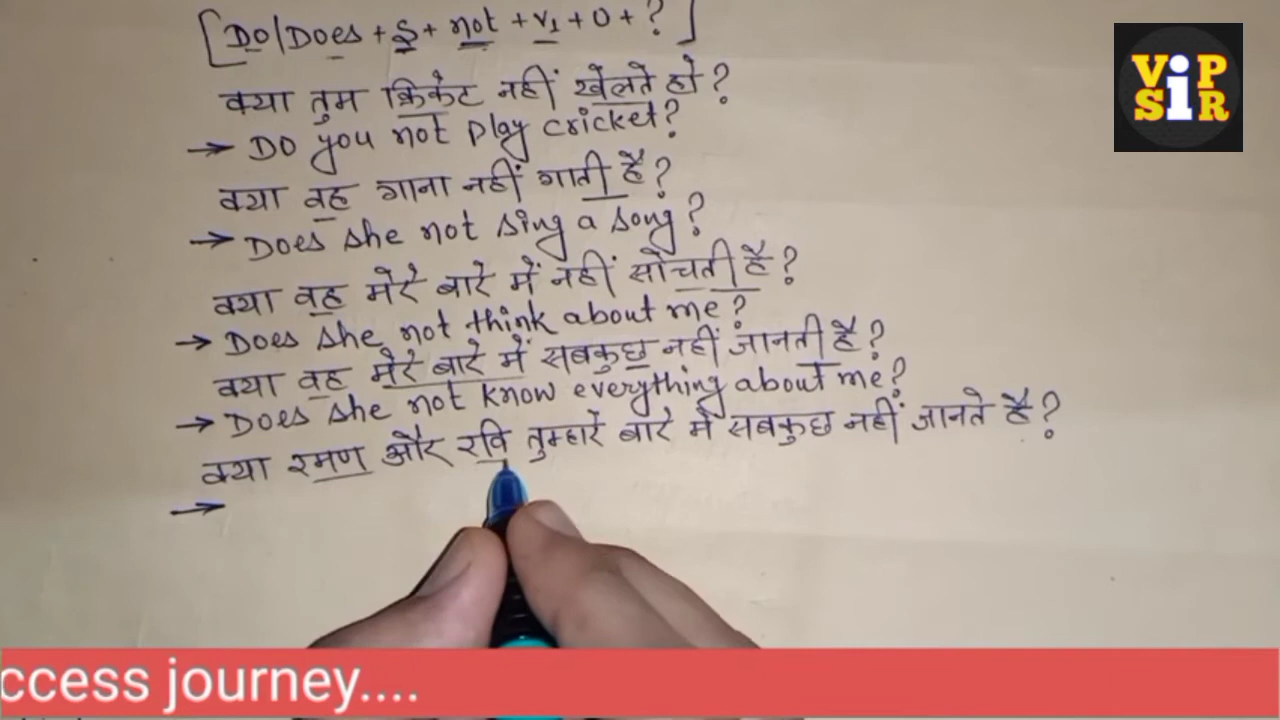 [Do/Does + S + not + V1 + O + ?]
क्या तुम क्रिकेट नहीं खेलते हो?
→ Do you not play cricket?
क्या वह गाना नहीं गाती है?
→ Does she not sing a song?
क्या वह मेरे बारे में नहीं सोचती है?
→ Does she not think about me?
क्या वह मेरे बारे में सबकुछ नहीं जानती है?
→ Does she not know everything about me?
क्या रमण और रवि तुम्हारे बारे में सबकुछ नहीं जानते है?
→
ViP
SiR
ccess journey....